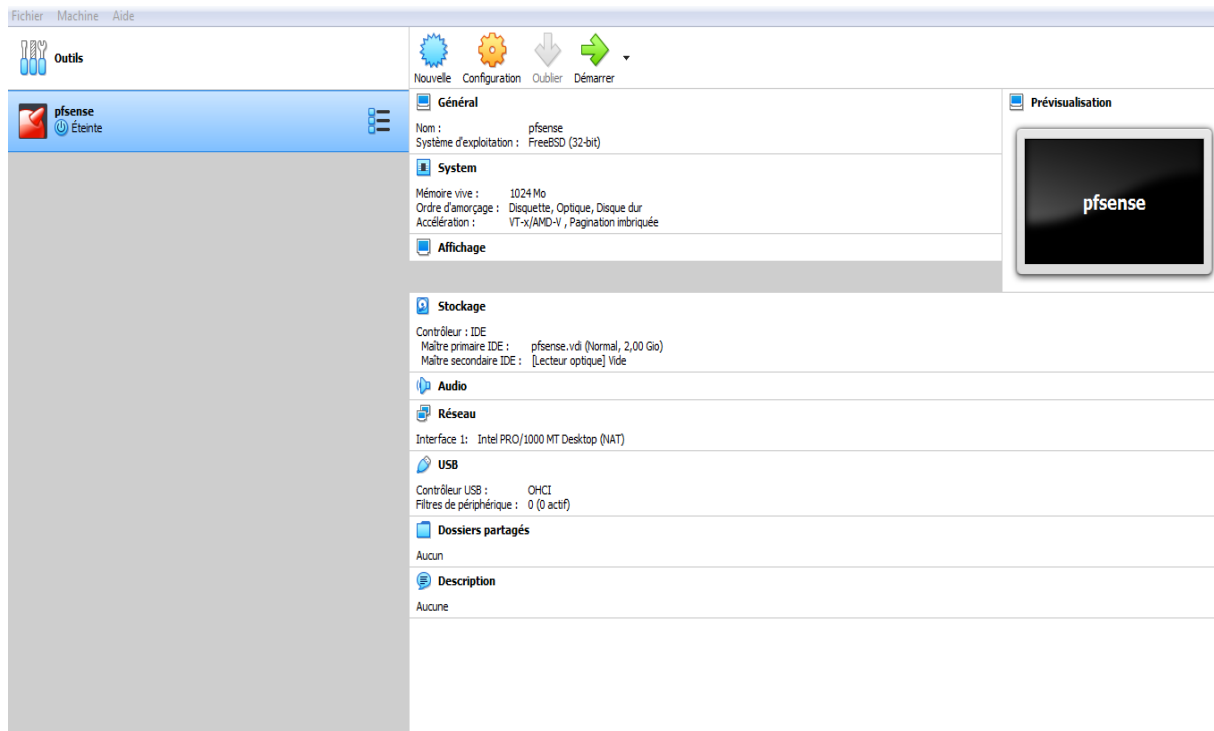 Fichier Machine Aide
Outils
pfsense
Éteinte
Nouvelle Configuration Oublier Démarrer
Général
Nom : pfsense
Système d'exploitation : FreeBSD (32-bit)
System
Mémoire vive : 1024 Mo
Ordre d'amorçage : Disquette, Optique, Disque dur
Accélération : VT-x/AMD-V , Pagination imbriquée
Affichage
Prévisualisation
pfsense
Stockage
Contrôleur : IDE
Maître primaire IDE : pfsense.vdi (Normal, 2,00 Gio)
Maître secondaire IDE : [Lecteur optique] Vide
Audio
Réseau
Interface 1: Intel PRO/1000 MT Desktop (NAT)
USB
Contrôleur USB : OHCI
Filtres de périphérique : 0 (0 actif)
Dossiers partagés
Aucun
Description
Aucune